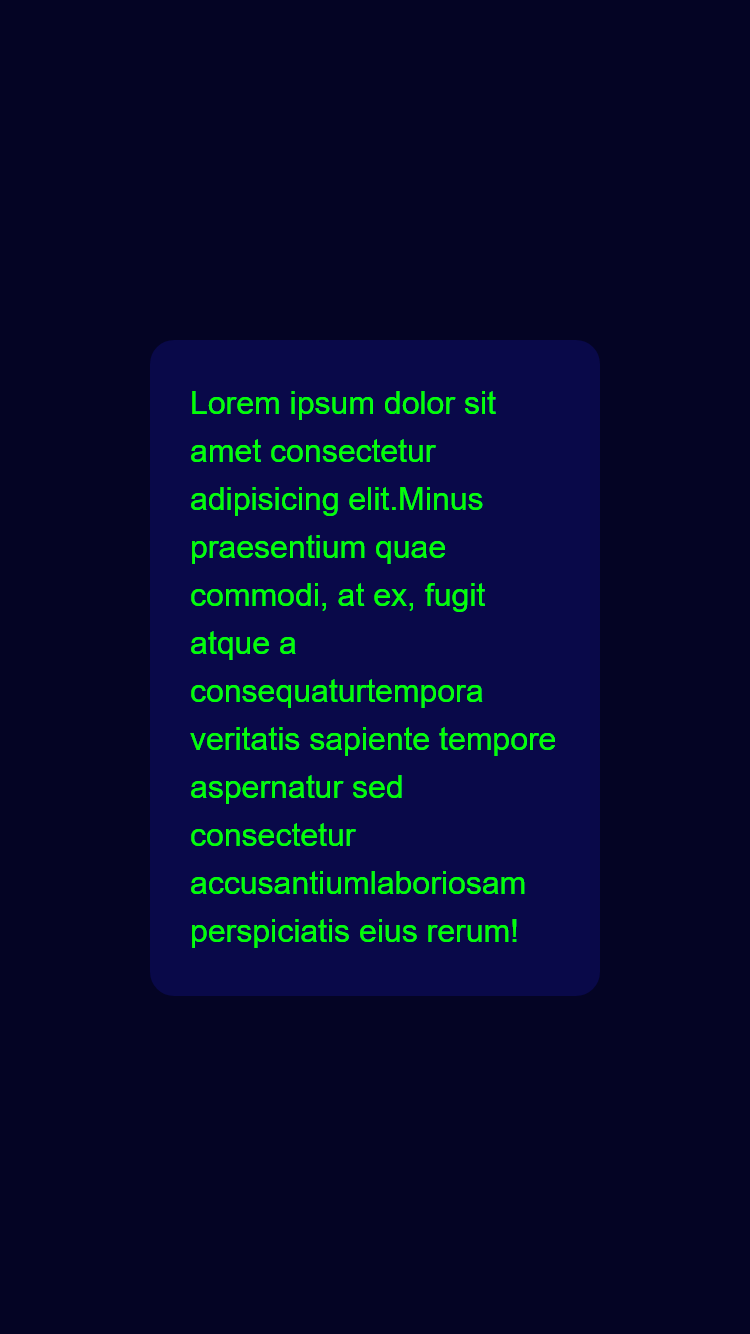 Lorem ipsum dolor sit
amet consectetur
adipisicing elit.Minus
praesentium quae
commodi, at ex, fugit
atque a
consequaturtempora
veritatis sapiente tempore
aspernatur sed
consectetur
accusantiumlaboriosam
perspiciatis eius rerum!